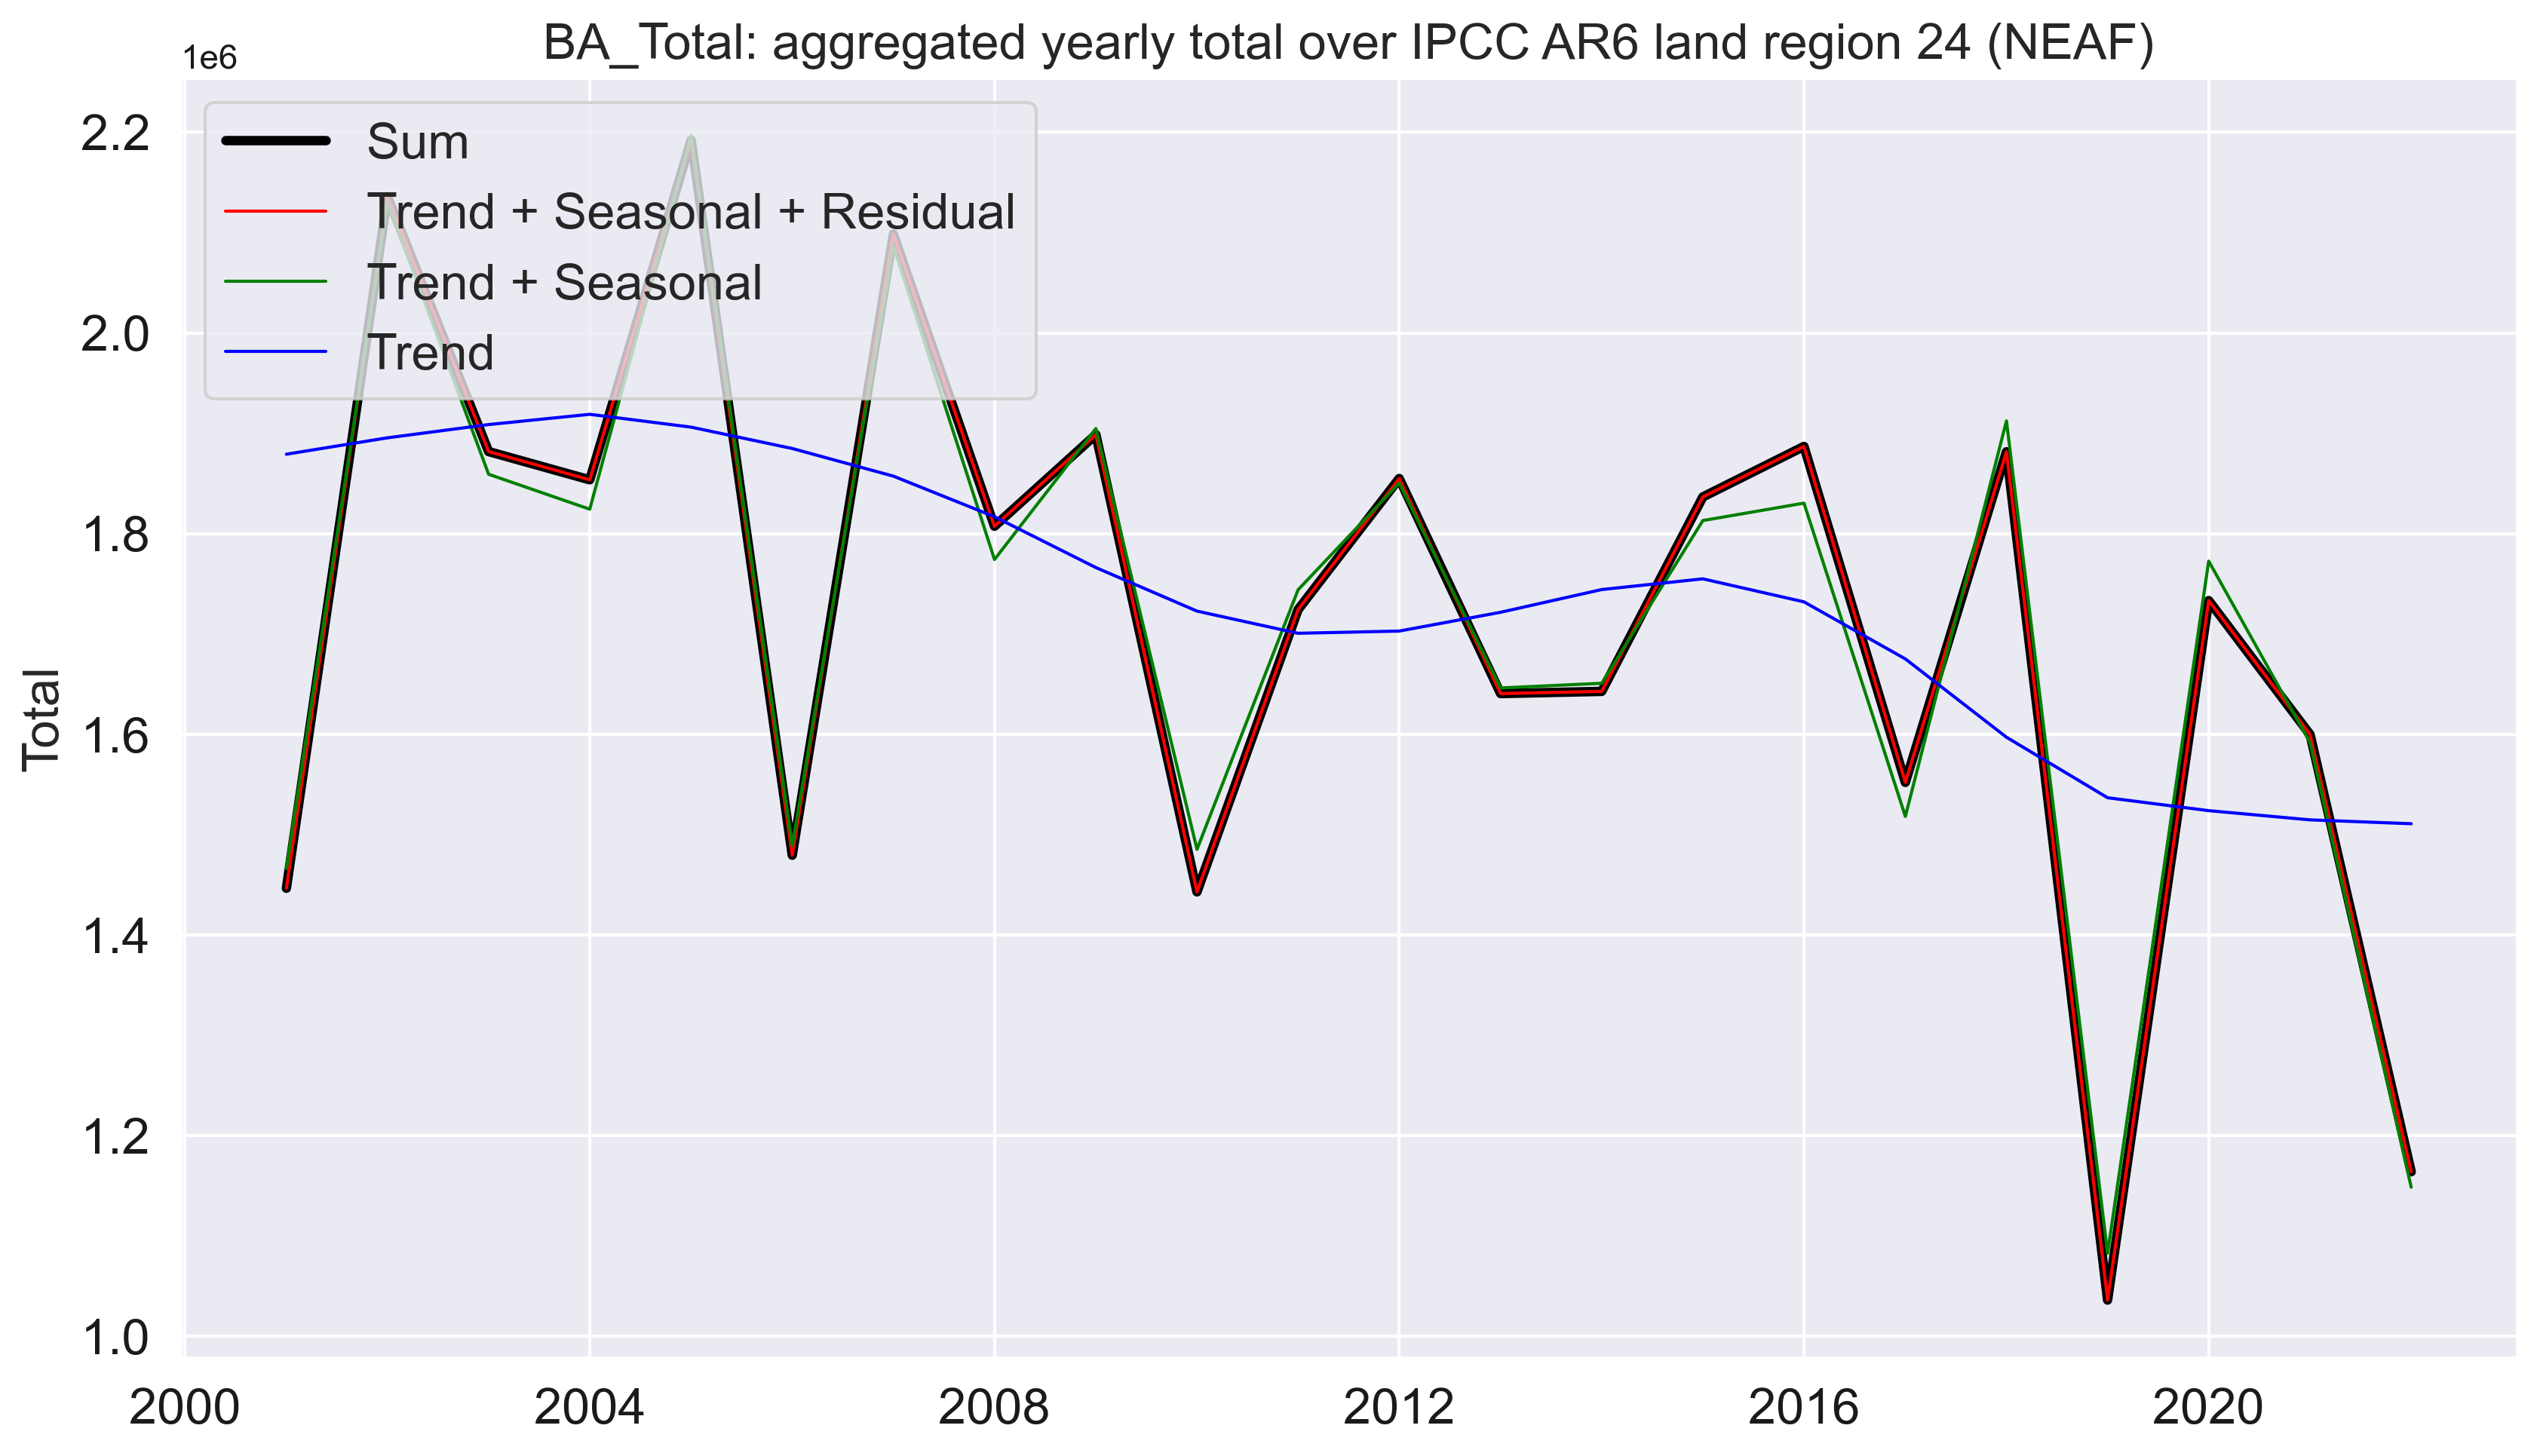 BA_Total: aggregated yearly total over IPCC AR6 land region 24 (NEAF)
1e6
2.2
2.0
1.8
1.6
1.4
1.2
1.0
Total
Sum
Trend + Seasonal + Residual
Trend + Seasonal
Trend
2000 2004 2008 2012 2016 2020